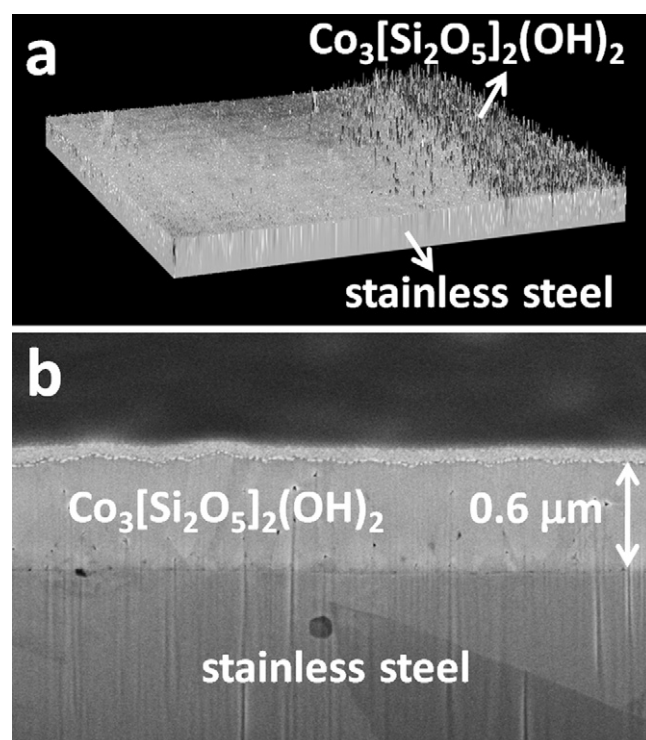 a
Co₃[Si₂O₅]₂(OH)₂
stainless steel
b
Co₃[Si₂O₅]₂(OH)₂
0.6 μm
stainless steel